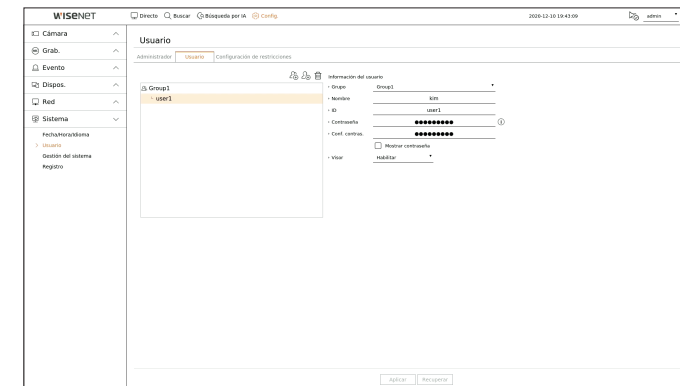 WISENET
Directo Buscar Búsqueda por IA Config. 2020-12-10 19:43:09 admin
Cámara
Grab.
Evento
Dispos.
Red
Sistema
Fecha/Hora/Idioma
Usuario
Gestión del sistema
Registro
Usuario
Administrador Usuario Configuración de restricciones
Group1
user1
Información del usuario
• Grupo Group1
• Nombre kim
• ID user1
• Contraseña ●●●●●●●●●
• Conf. contras. ●●●●●●●●●
Mostrar contraseña
• Visor Habilitar
Aplicar Recuperar